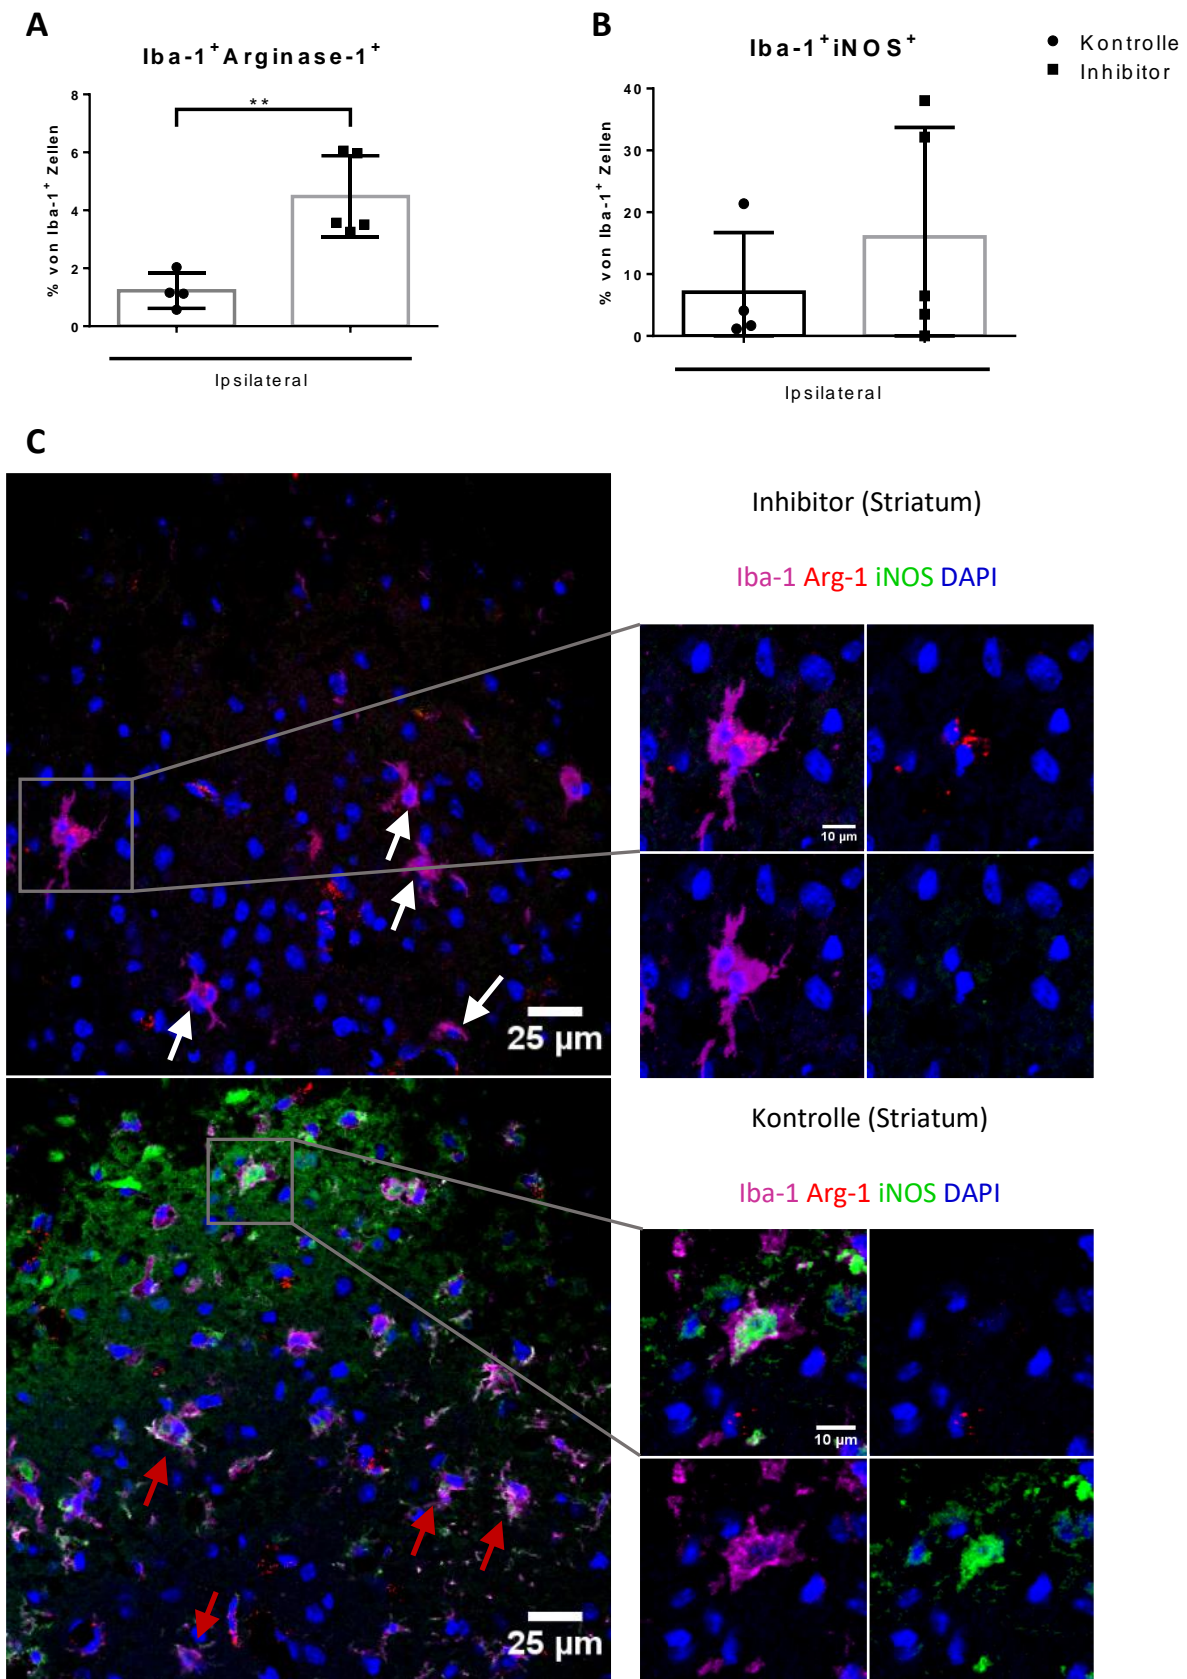 A
Iba-1+Arginase-1+
% von Iba-1+ Zellen
8
6
4
2
0
**
Ipsilateral
B
Iba-1+iNOS+
% von Iba-1+ Zellen
40
30
20
10
0
Ipsilateral
Kontrolle
Inhibitor
C
25 µm
Inhibitor (Striatum)
Iba-1 Arg-1 iNOS DAPI
10 µm
25 µm
Kontrolle (Striatum)
Iba-1 Arg-1 iNOS DAPI
10 µm